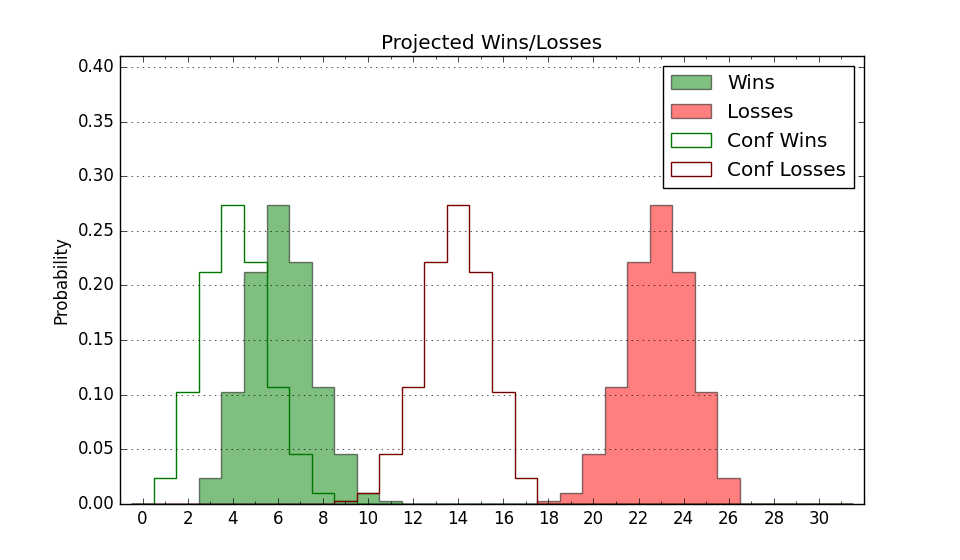 Projected Wins/Losses
Probability
0.40
0.35
0.30
0.25
0.20
0.15
0.10
0.05
0.00
0 2 4 6 8 10 12 14 16 18 20 22 24 26 28 30
Wins
Losses
Conf Wins
Conf Losses